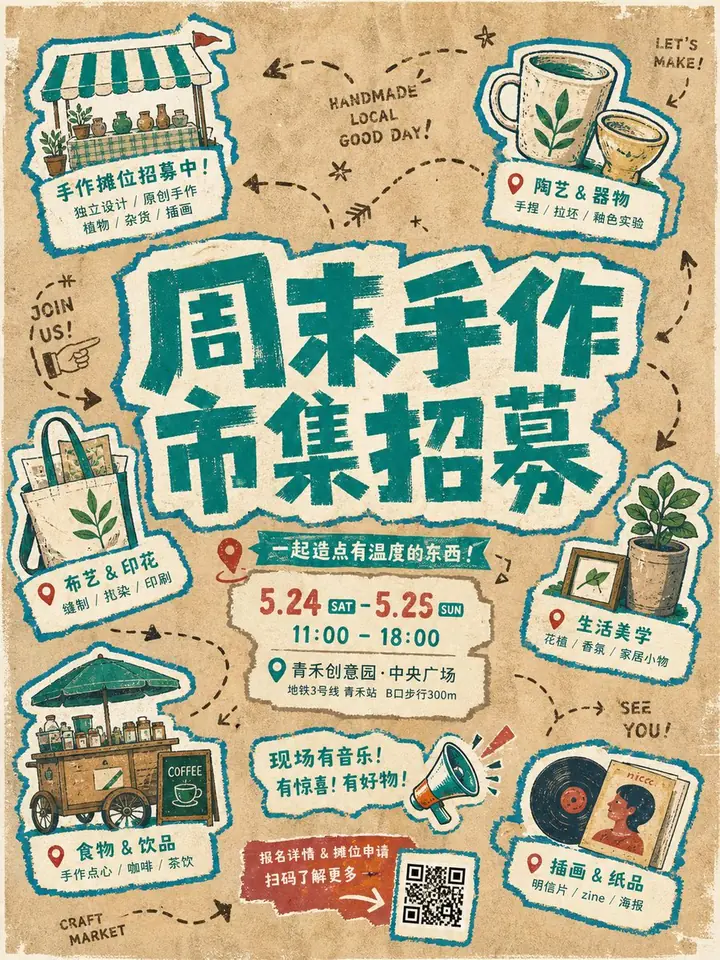 LET'S
MAKE!
HANDMADE
LOCAL
GOOD DAY!
手作摊位招募中！
独立设计 / 原创手作
植物 / 杂货 / 插画
陶艺 & 器物
手捏 / 拉坯 / 釉色实验
JOIN
US!
周末手作
市集招募
一起造点有温度的东西！
布艺 & 印花
缝制 / 扎染 / 印刷
5.24 SAT - 5.25 SUN
11:00 - 18:00
青禾创意园·中央广场
地铁3号线 青禾站 B口步行300m
生活美学
花植 / 香氛 / 家居小物
SEE
YOU!
COFFEE
食物 & 饮品
手作点心 / 咖啡 / 茶饮
现场有音乐！
有惊喜！有好物！
nicec
插画 & 纸品
明信片 / zine / 海报
报名详情 & 摊位申请
扫码了解更多
CRAFT
MARKET